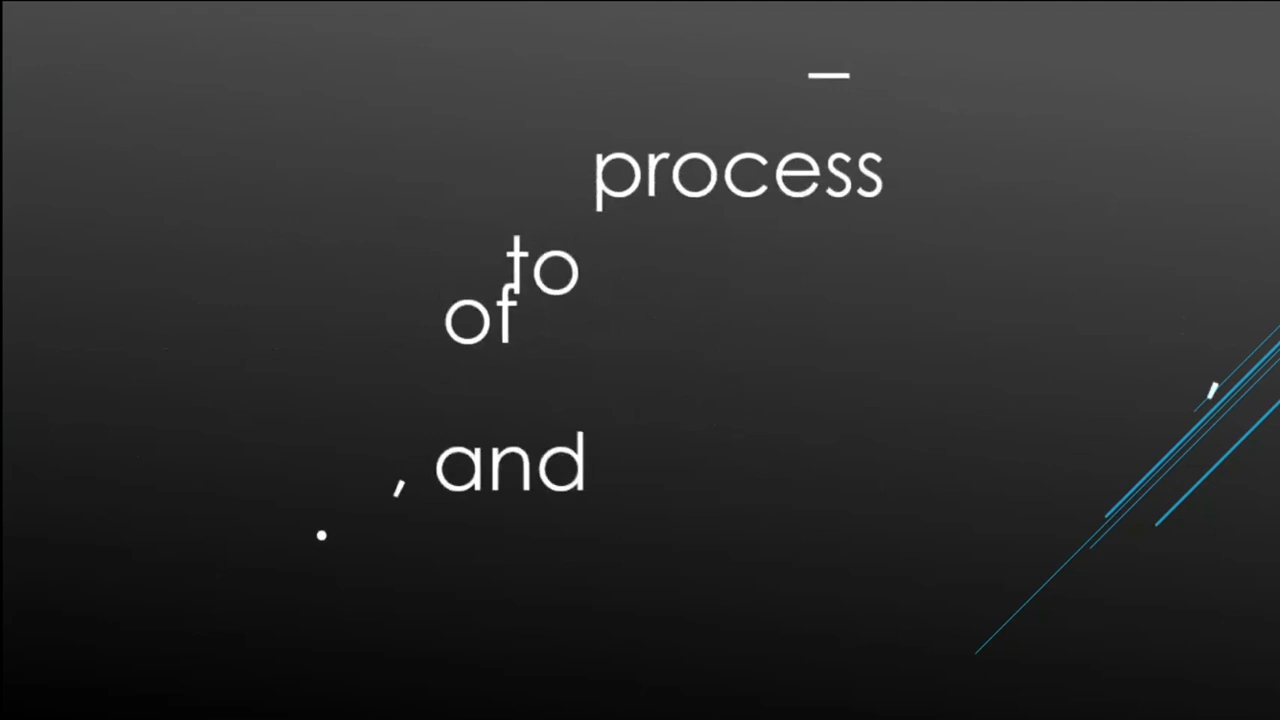 –
process
to
of
,
, and
.